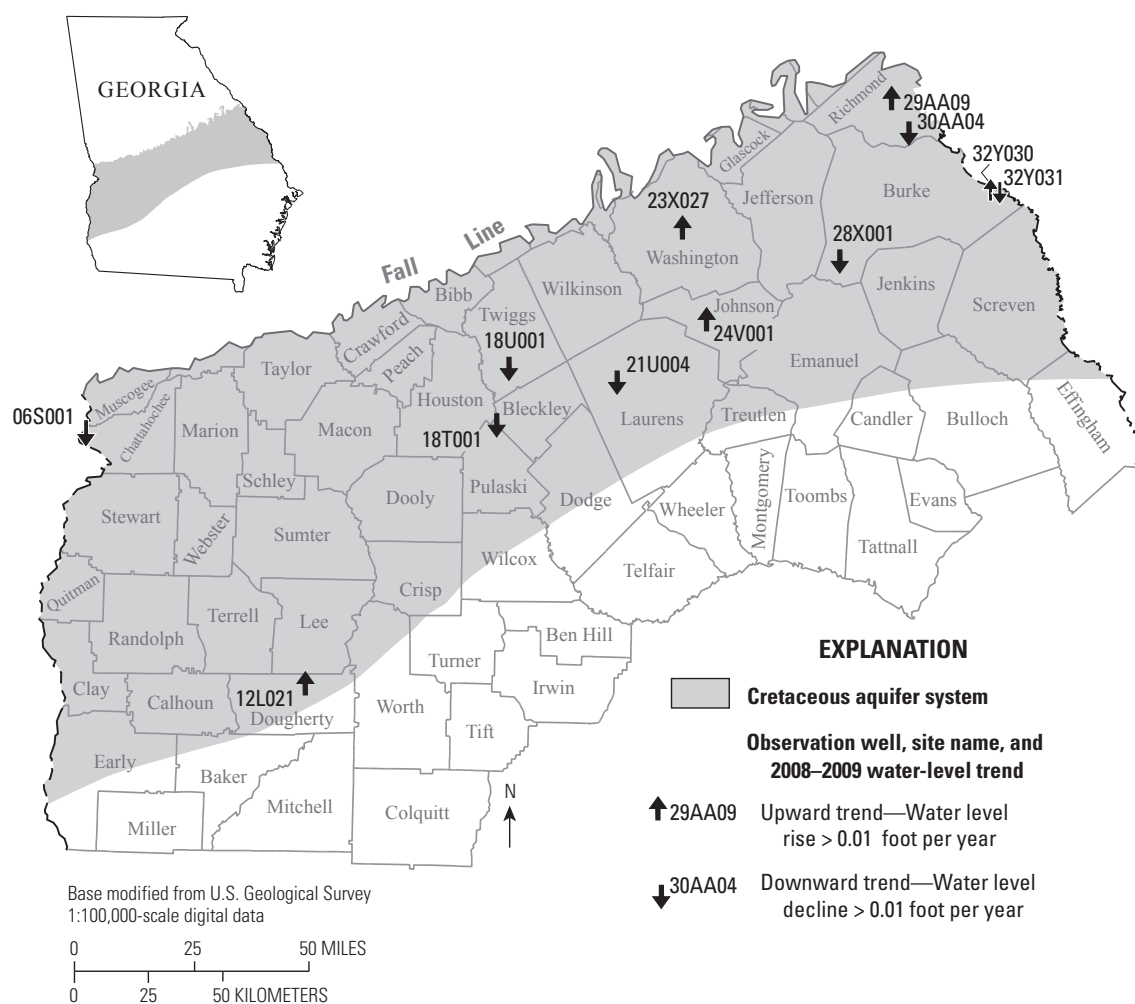 GEORGIA
Richmond
29AA09
30AA04
Glascock
32Y030
32Y031
Jefferson
Burke
23X027
Washington
28X001
Fall Line
Wilkinson
Jenkins
Bibb
Twiggs
Johnson
24V001
Screven
Crawford
Peach
18U001
Taylor
Emanuel
21U004
Muscogee
Chattahoochee
06S001
Marion
Macon
Houston
18T001
Bleckley
Laurens
Treutlen
Candler
Bulloch
Effingham
Schley
Dooly
Pulaski
Dodge
Montgomery
Toombs
Evans
Stewart
Webster
Sumter
Wheeler
Tattnall
Wilcox
Telfair
Quitman
Crisp
Terrell
Lee
Randolph
Ben Hill
Turner
Irwin
Clay
Calhoun
12L021
Dougherty
Worth
Tift
Early
Baker
Mitchell
Colquitt
Miller
N
EXPLANATION
Cretaceous aquifer system
Observation well, site name, and
2008–2009 water-level trend
29AA09 Upward trend—Water level
rise > 0.01 foot per year
30AA04 Downward trend—Water level
decline > 0.01 foot per year
Base modified from U.S. Geological Survey
1:100,000-scale digital data
0 25 50 MILES
0 25 50 KILOMETERS